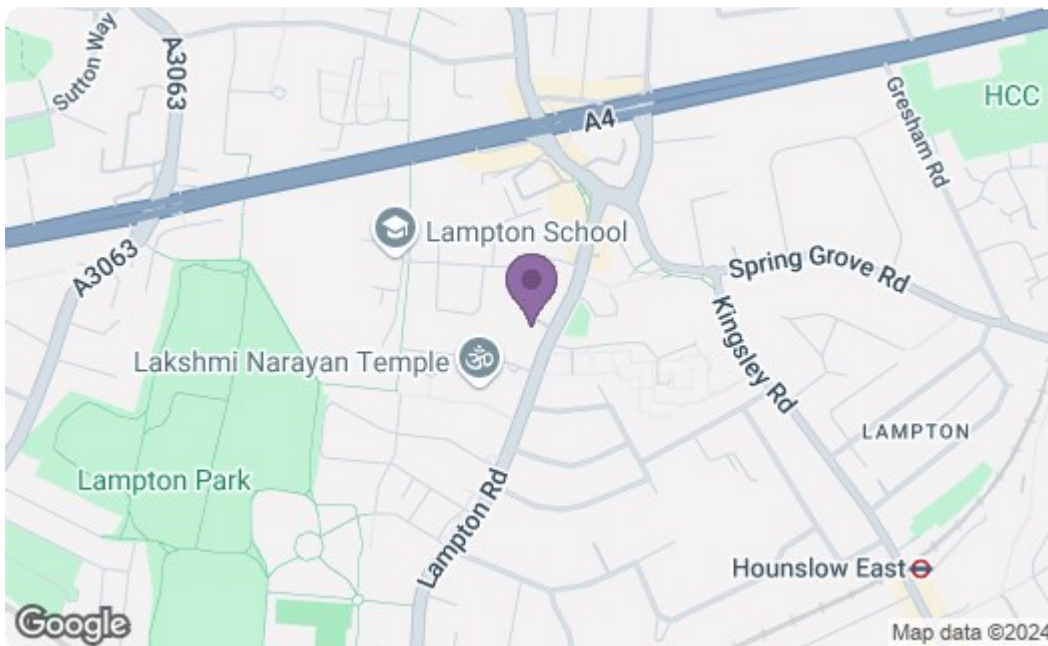 Sutton Way
A3063
A4
Gresham Rd
HCC
Lampton School
A3063
Spring Grove Rd
Kingsley Rd
Lakshmi Narayan Temple
ॐ
LAMPTON
Lampton Park
Lampton Rd
Hounslow East
Google
Map data ©2024